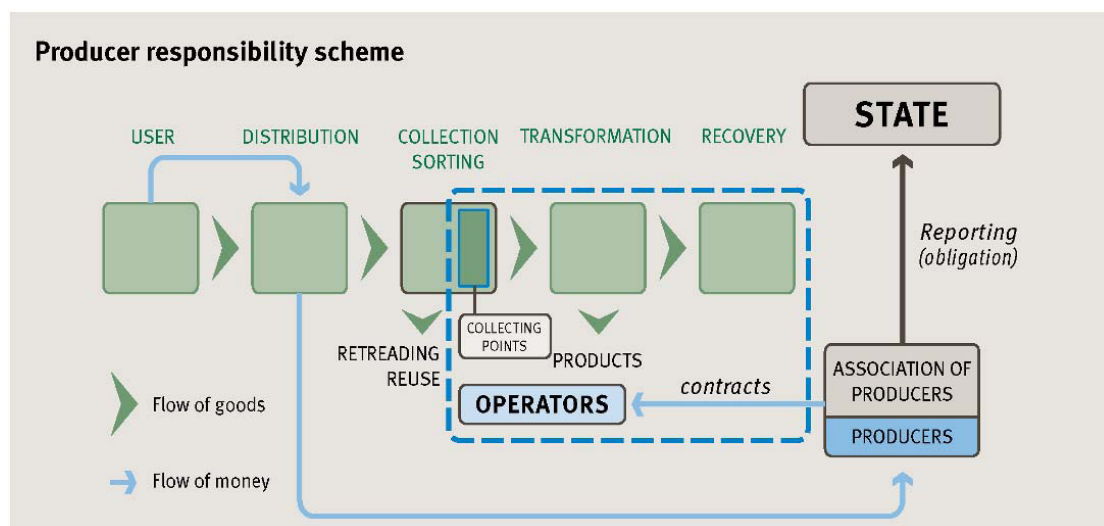 Producer responsibility scheme
STATE
USER
DISTRIBUTION
COLLECTION
SORTING
TRANSFORMATION
RECOVERY
Reporting
(obligation)
COLLECTING
POINTS
RETREADING
REUSE
PRODUCTS
ASSOCIATION OF
PRODUCERS
PRODUCERS
contracts
OPERATORS
Flow of goods
Flow of money